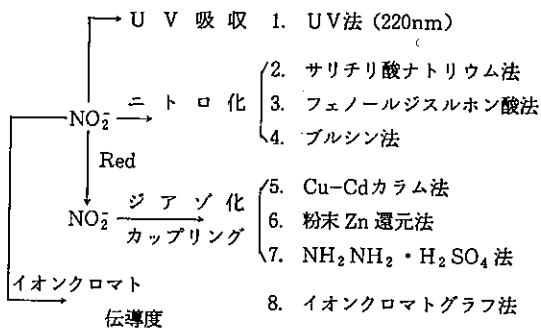 UV吸収 1. UV法 (220nm)
2. サリチリ酸ナトリウム法
ニトロ化 3. フェノールジスルホン酸法
NO₂⁻
4. ブルシン法
Red
5. Cu-Cdカラム法
NO₂⁻ ジアゾ化
カップリング 6. 粉末 Zn 還元法
7. NH₂NH₂・H₂SO₄法
イオンクロマト
伝導度 8. イオンクロマトグラフ法